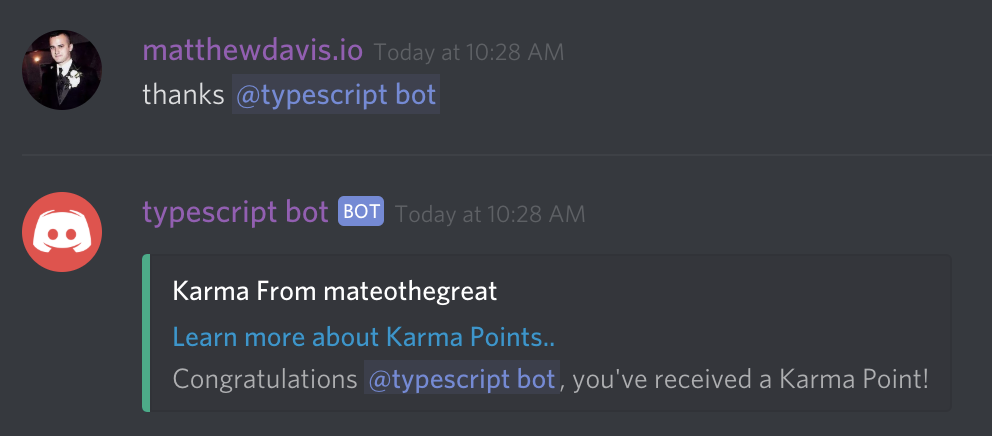 matthewdavis.io Today at 10:28 AM
thanks @typescript bot
typescript bot BOT Today at 10:28 AM
Karma From mateothegreat
Learn more about Karma Points..
Congratulations @typescript bot, you've received a Karma Point!